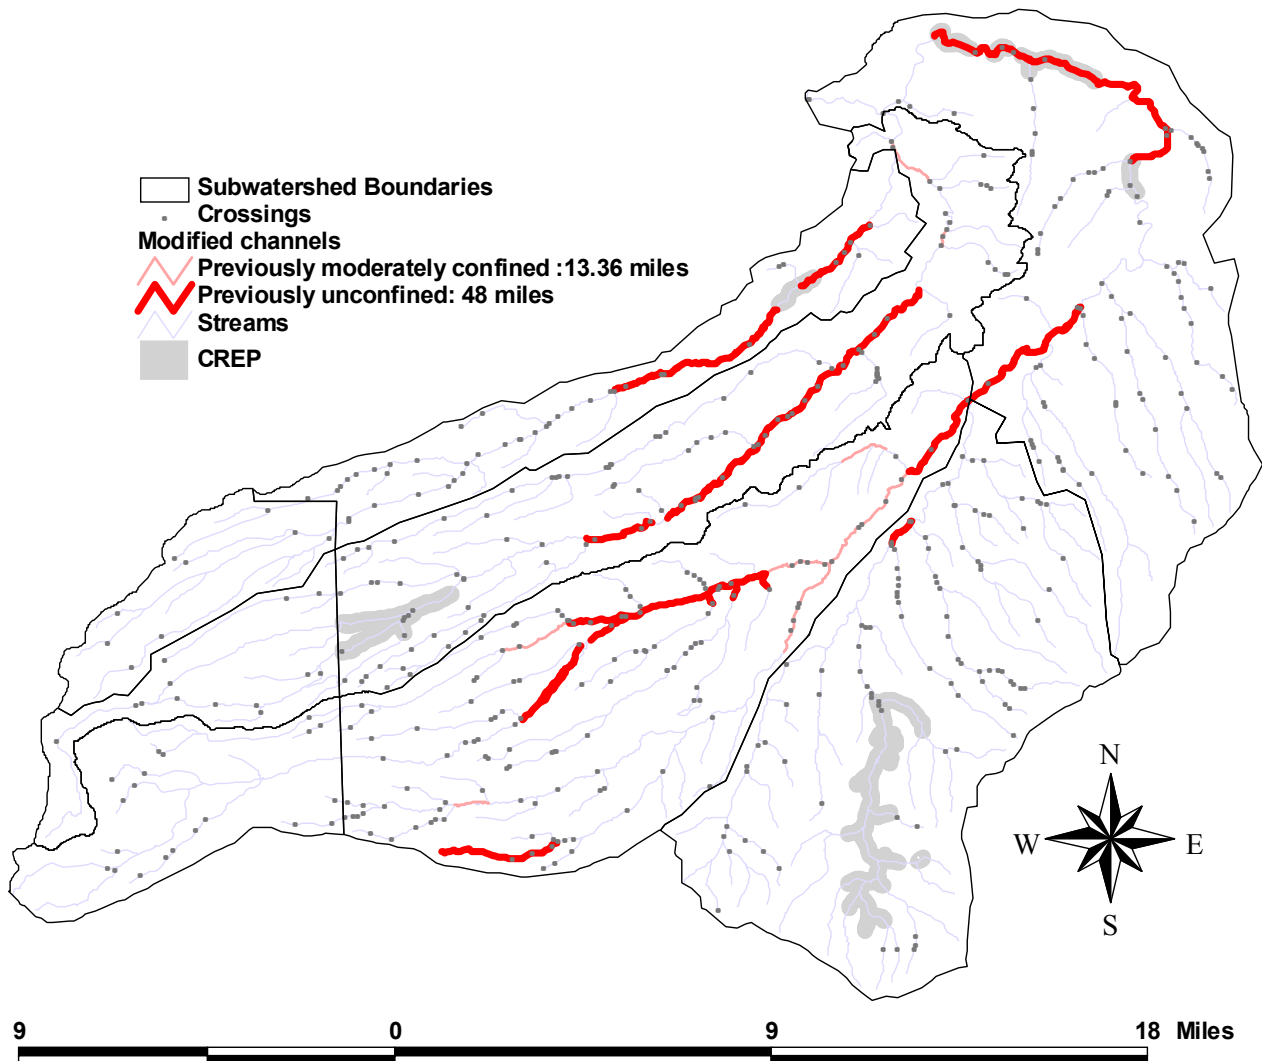 Subwatershed Boundaries
Crossings
Modified channels
Previously moderately confined :13.36 miles
Previously unconfined: 48 miles
Streams
CREP
N
W E
S
9 0 9 18 Miles